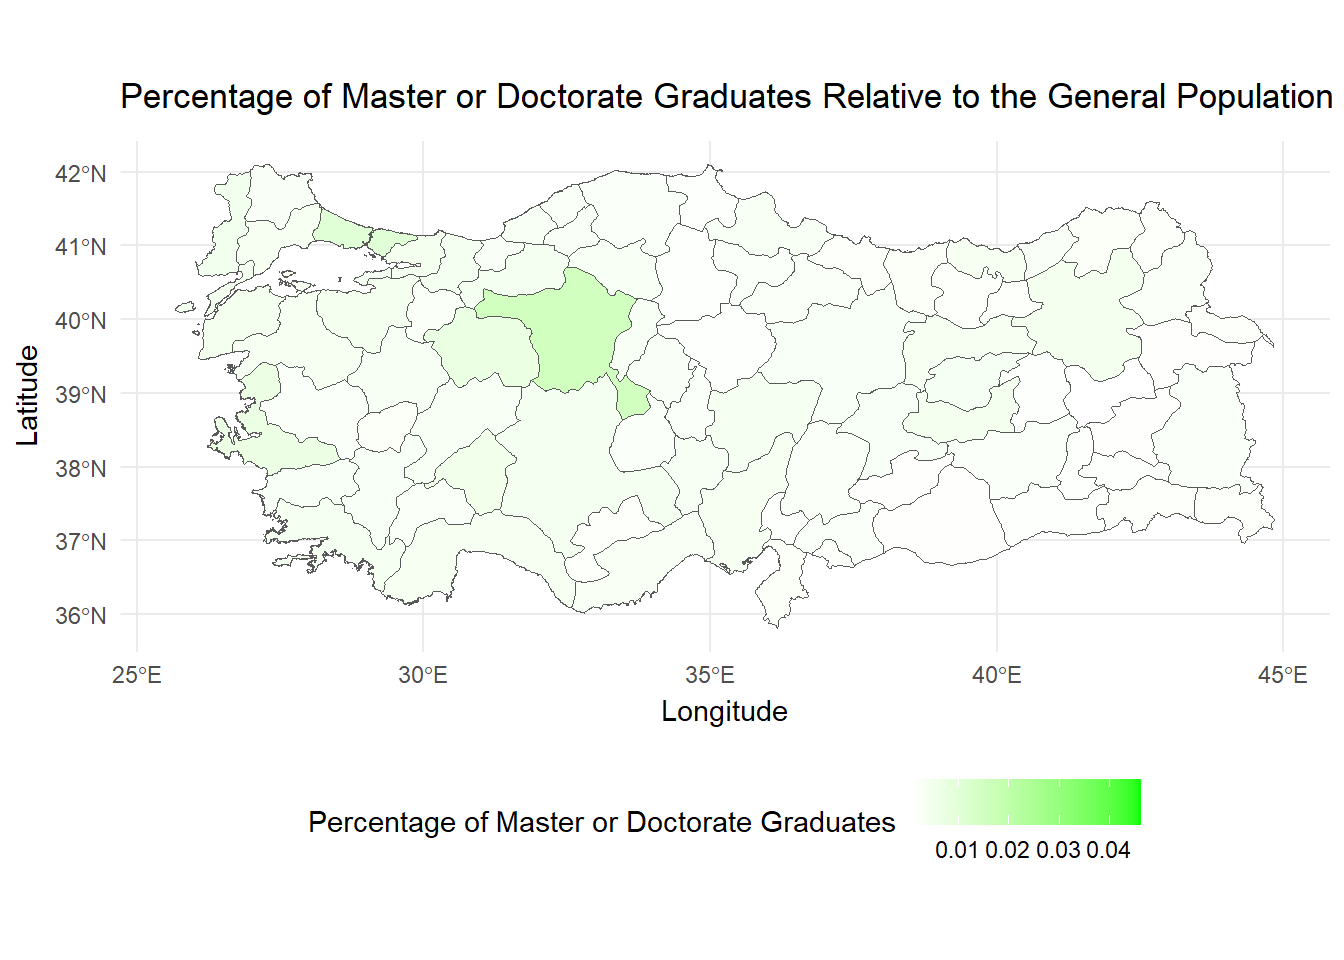 Percentage of Master or Doctorate Graduates Relative to the General Population
42°N
41°N
40°N
39°N
38°N
37°N
36°N
Latitude
25°E 30°E 35°E 40°E 45°E
Longitude
Percentage of Master or Doctorate Graduates
0.01 0.02 0.03 0.04